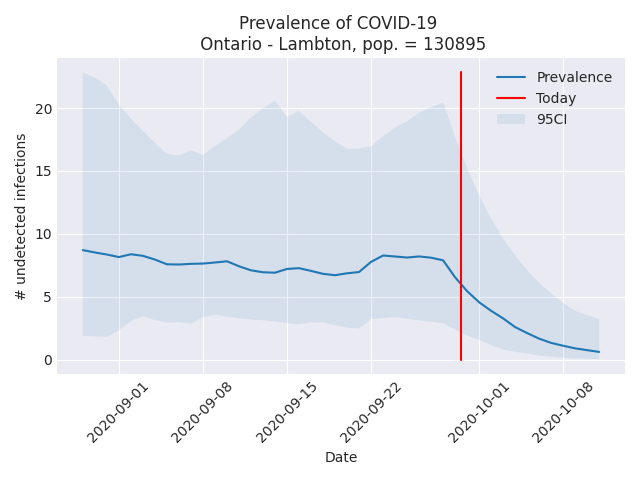 Prevalence of COVID-19
Ontario - Lambton, pop. = 130895
Prevalence
Today
95CI
# undetected infections
20
15
10
5
0
2020-09-01
2020-09-08
2020-09-15
2020-09-22
2020-10-01
2020-10-08
Date